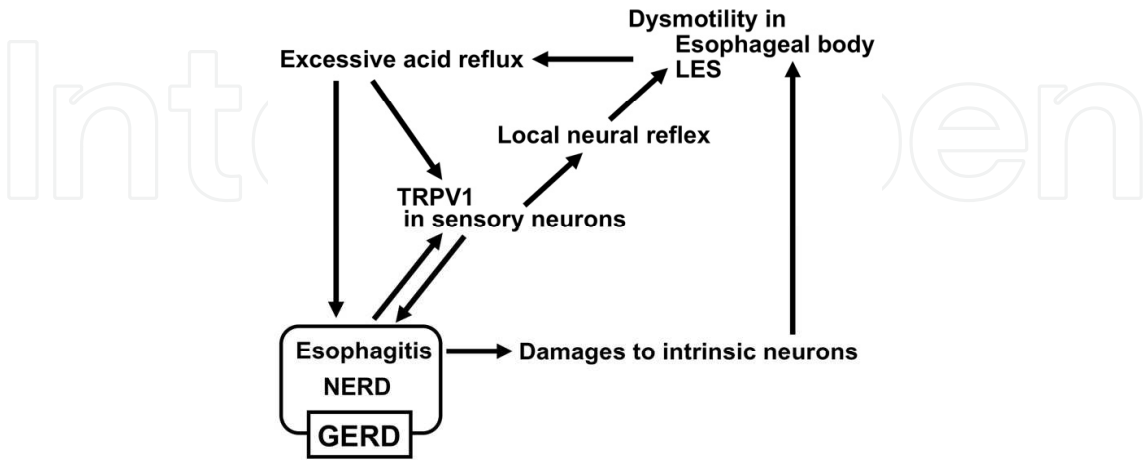 Dysmotility in
Esophageal body
LES
Excessive acid reflux
Local neural reflex
TRPV1
in sensory neurons
Esophagitis
NERD
GERD
Damages to intrinsic neurons